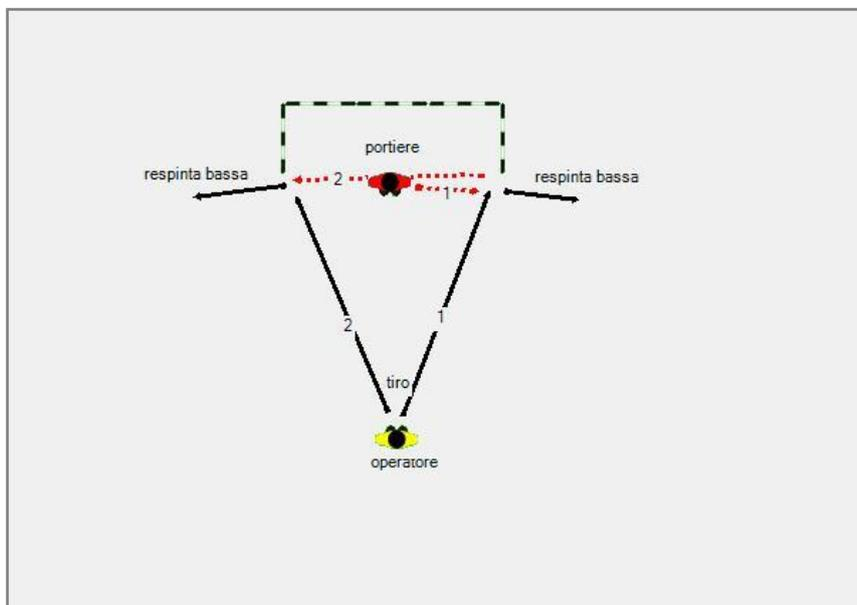 portiere
respinta bassa
respinta bassa
2
1
2
1
tiro
operatore